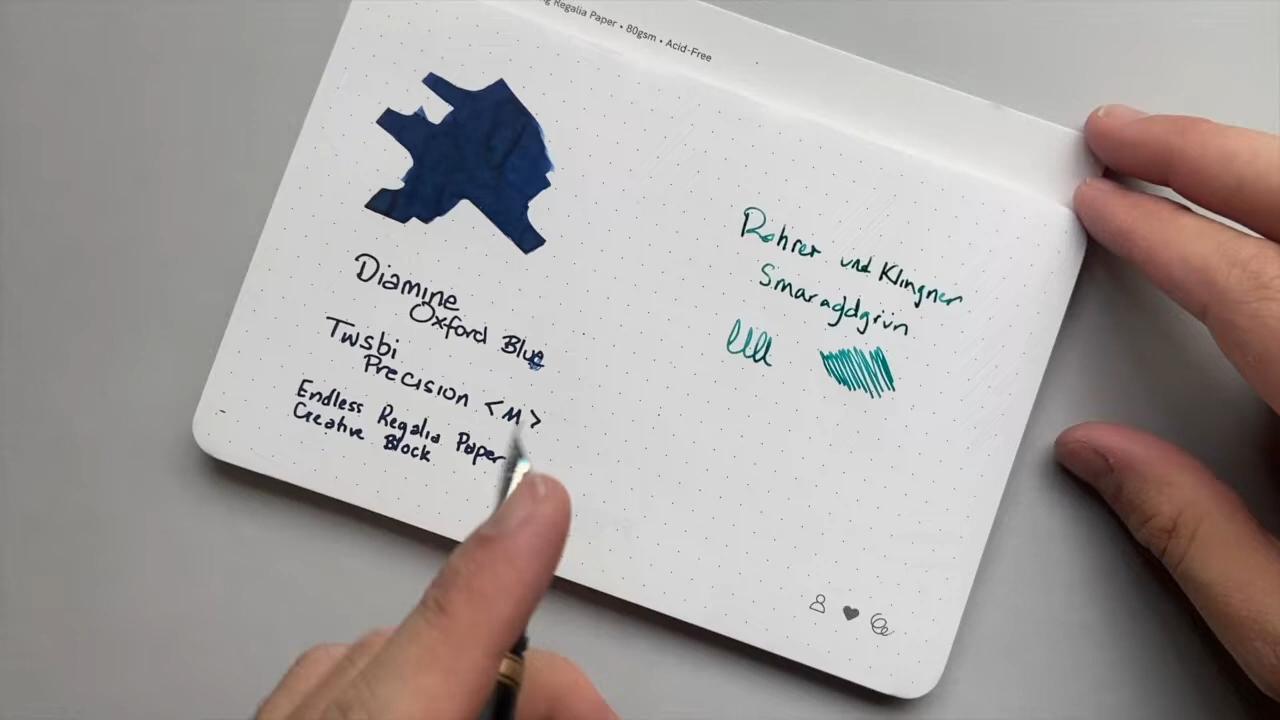 Regalia Paper • 80gsm • Acid-Free
Diamine
Oxford Blue
Twsbi
Precision <M>
Endless Regalia Paper
Creative Block
Rohrer und Klingner
Smaragdgrün